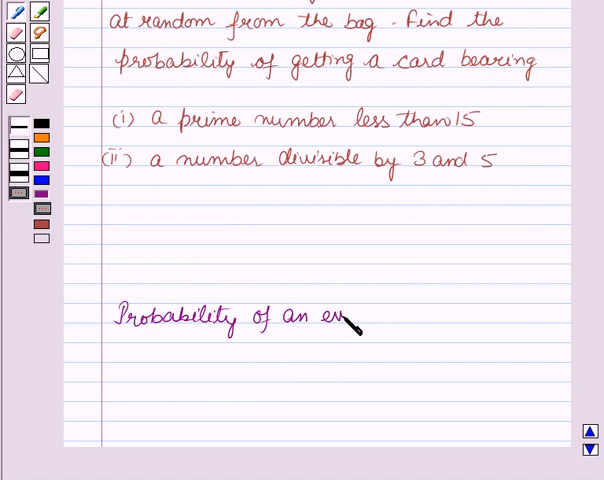 at random from the bag. Find the
probability of getting a card bearing
(i) a prime number less than 15
(ii) a number divisible by 3 and 5
Probability of an ev